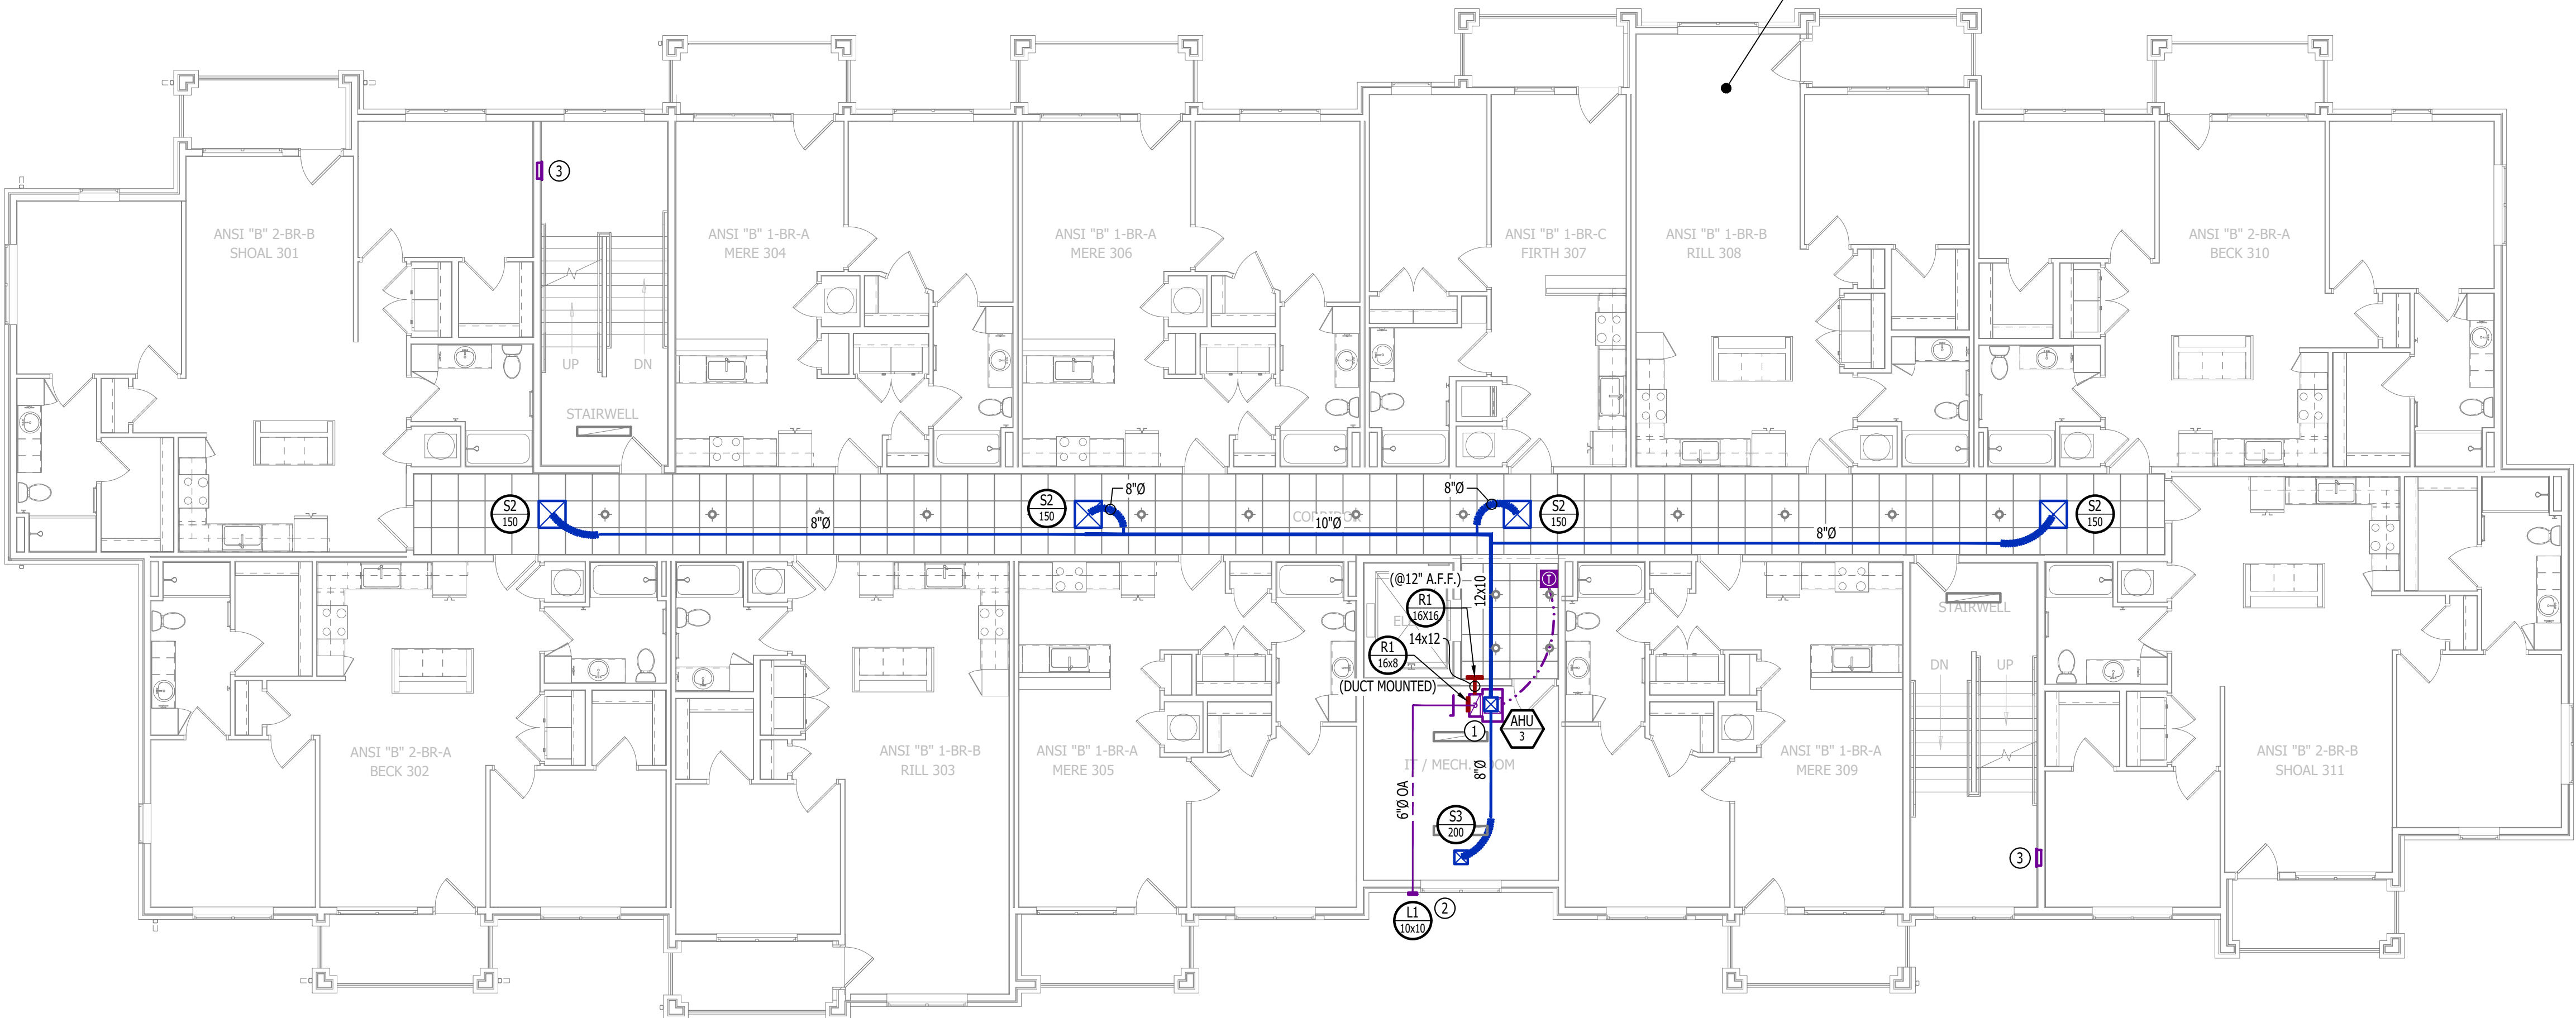 3
ANSI "B" 2-BR-B
SHOAL 301
ANSI "B" 1-BR-A
MERE 304
ANSI "B" 1-BR-A
MERE 306
ANSI "B" 1-BR-C
FIRTH 307
ANSI "B" 1-BR-B
RILL 308
ANSI "B" 2-BR-A
BECK 310
UP
DN
STAIRWELL
S2
150
8"Ø
S2
150
8"Ø
CORRIDOR
10"Ø
8"Ø
S2
150
8"Ø
S2
150
(@12" A.F.F.)
R1
16X16
12x10
T
14x12
R1
16x8
(DUCT MOUNTED)
AHU
3
1
IT / MECH.
8"Ø
6"Ø OA
S3
200
L1
10x10
2
STAIRWELL
DN
UP
3
ANSI "B" 2-BR-A
BECK 302
ANSI "B" 1-BR-B
RILL 303
ANSI "B" 1-BR-A
MERE 305
ANSI "B" 1-BR-A
MERE 309
ANSI "B" 2-BR-B
SHOAL 311